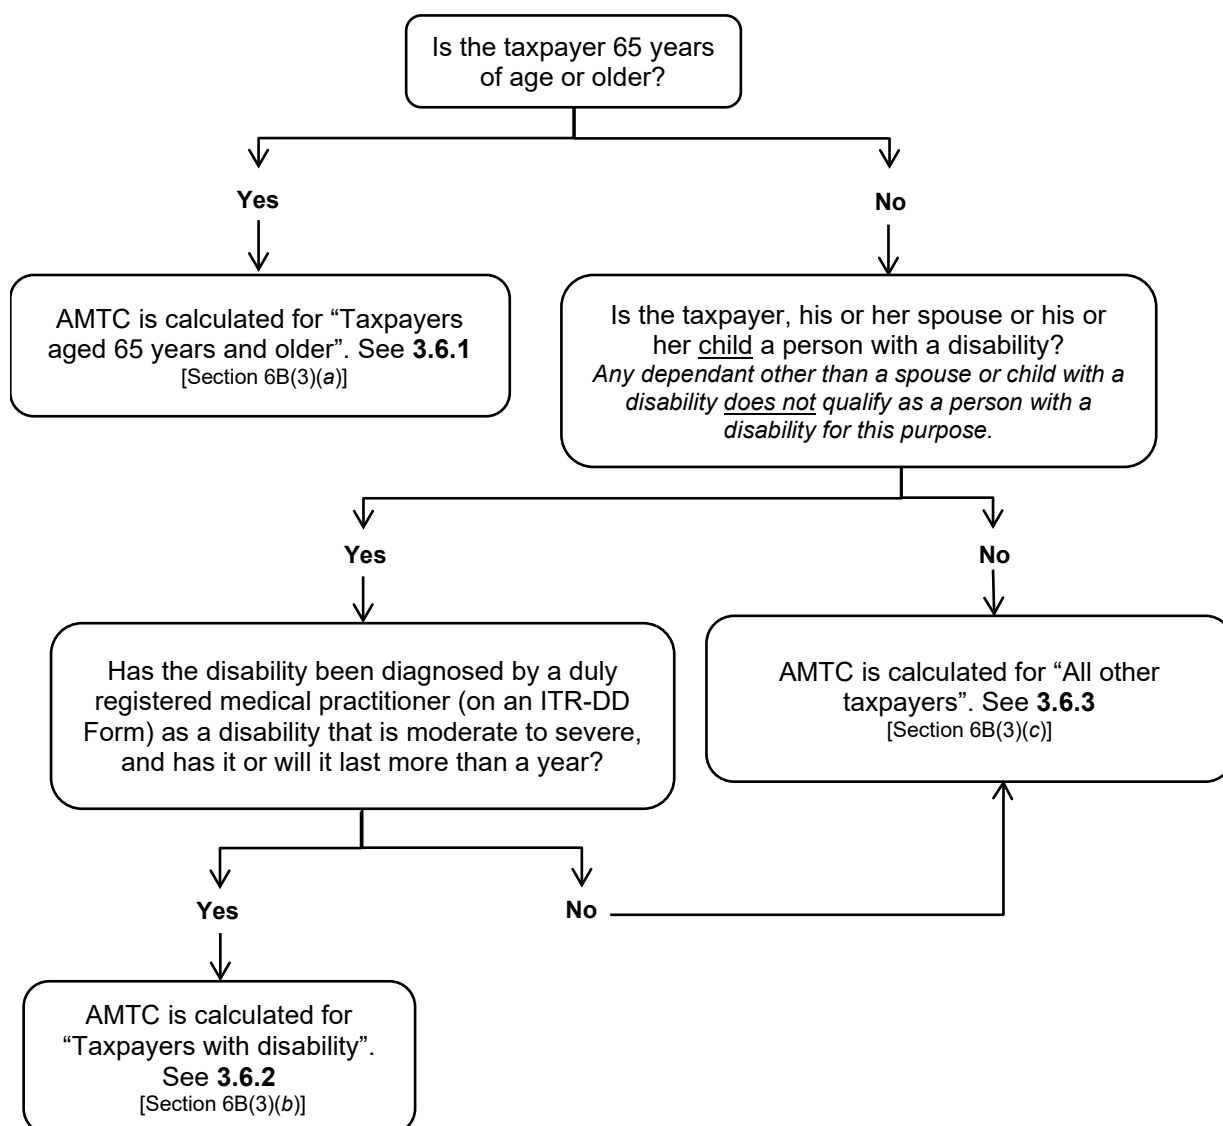 Is the taxpayer 65 years
of age or older?
Yes
No
AMTC is calculated for “Taxpayers
aged 65 years and older”. See 3.6.1
[Section 6B(3)(a)]
Is the taxpayer, his or her spouse or his or
her child a person with a disability?
Any dependant other than a spouse or child with a
disability does not qualify as a person with a
disability for this purpose.
Yes
No
Has the disability been diagnosed by a duly
registered medical practitioner (on an ITR-DD
Form) as a disability that is moderate to severe,
and has it or will it last more than a year?
AMTC is calculated for “All other
taxpayers”. See 3.6.3
[Section 6B(3)(c)]
Yes
No
AMTC is calculated for
“Taxpayers with disability”.
See 3.6.2
[Section 6B(3)(b)]